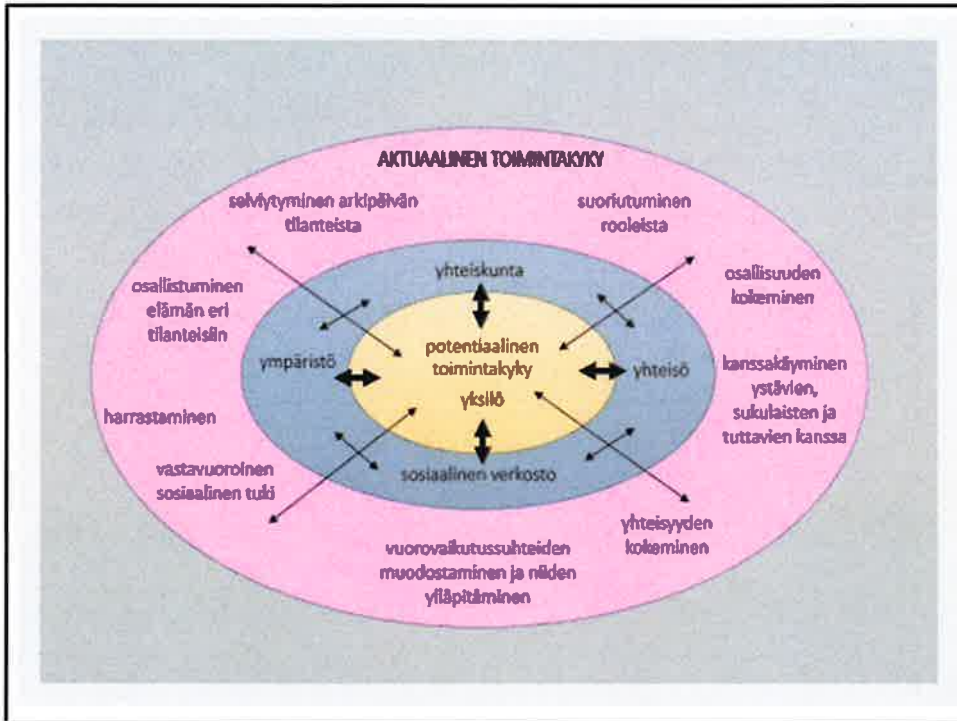 AKTUAALINEN TOIMINTAKYKY
selviytyminen arkipäivän
tilanteista
suoriutuminen
rooleista
osallistuminen
elämän eri
tilanteisiin
yhteiskunta
osallisuuden
kokeminen
ympäristö
potentiaalinen
toimintakyky
yksilö
yhteisö
kanssakäyminen
ystävien,
sukulaisten ja
tuttavien kanssa
harrastaminen
vastavuoroinen
sosiaalinen tuki
sosiaalinen verkosto
yhteisyyden
kokeminen
vuorovaikutussuhteiden
muodostaminen ja niiden
ylläpitäminen